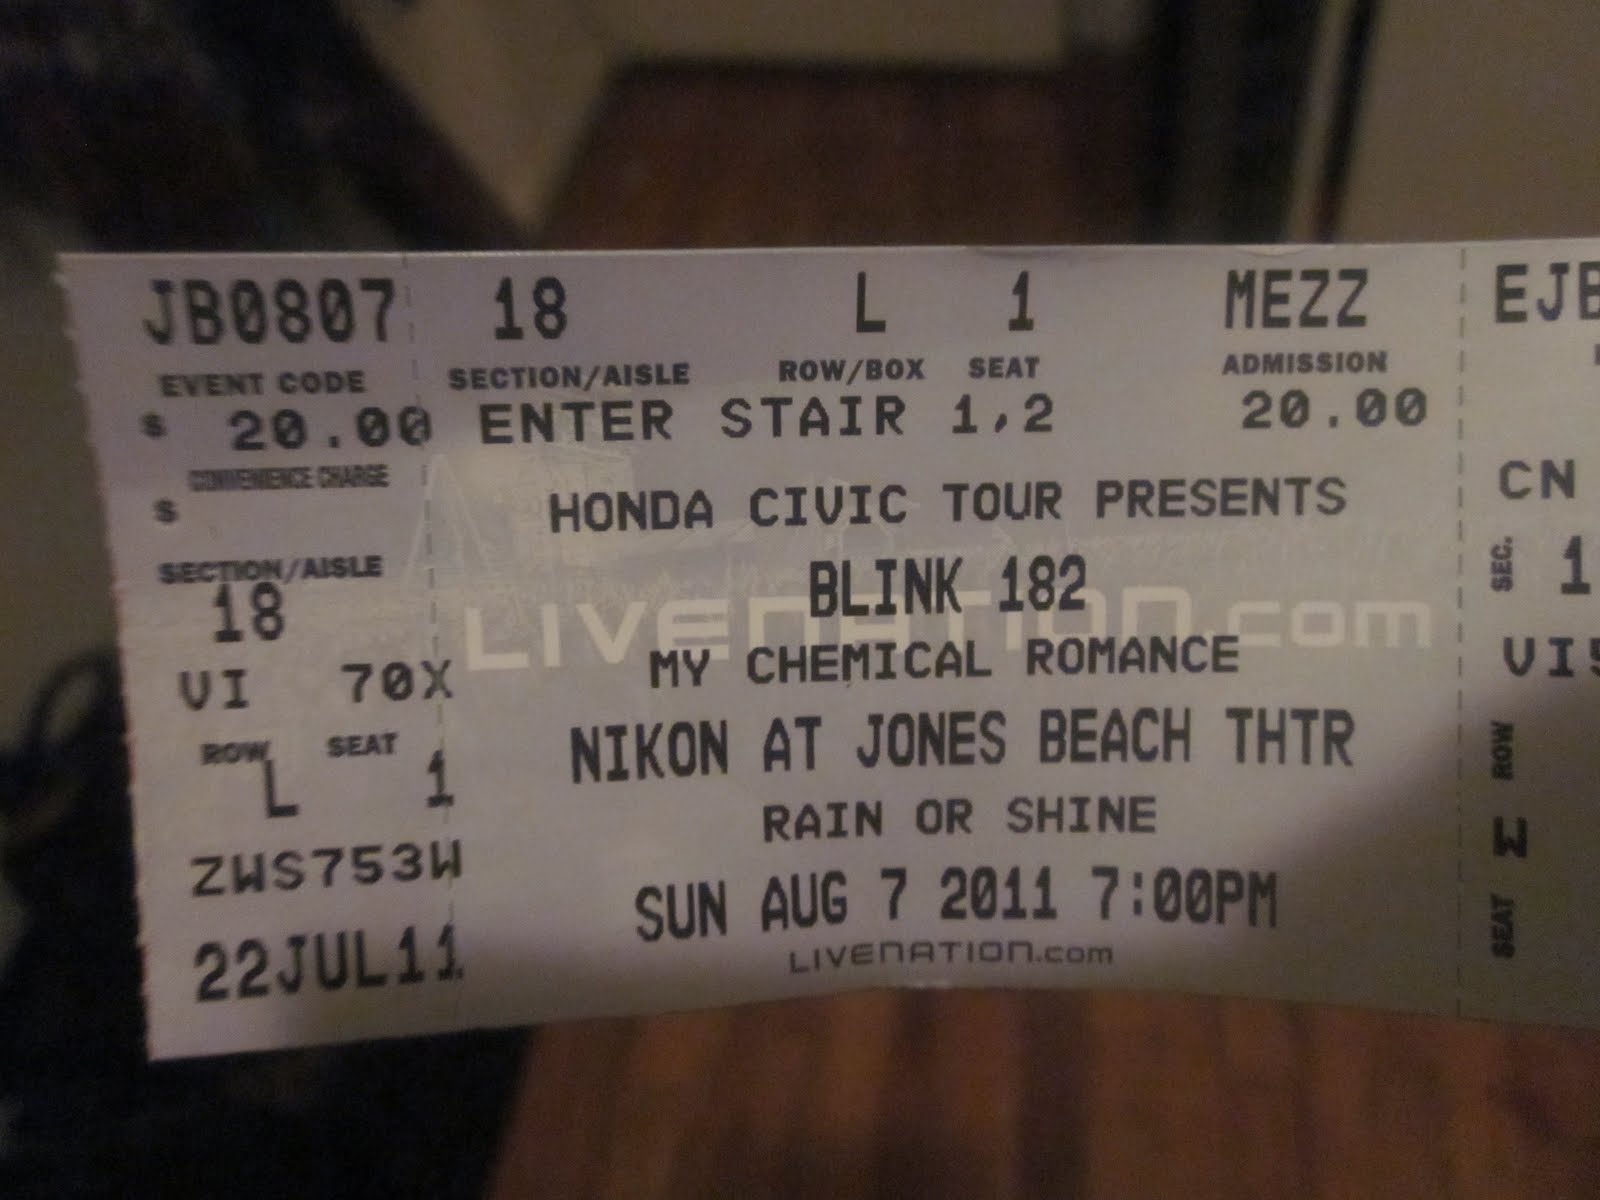 JB0807 18 L 1 MEZZ EJB
EVENT CODE SECTION/AISLE ROW/BOX SEAT ADMISSION
$ 20.00 ENTER STAIR 1,2 20.00
CONVENIENCE CHARGE
$
HONDA CIVIC TOUR PRESENTS
CN
SECTION/AISLE
18
BLINK 182
SEC. 1
LIVENATION.com
VI 70X
MY CHEMICAL ROMANCE
VI5
ROW SEAT
L 1
NIKON AT JONES BEACH THTR
ROW
RAIN OR SHINE
ZWS753W
SUN AUG 7 2011 7:00PM
SEAT
22JUL11
LIVENATION.com